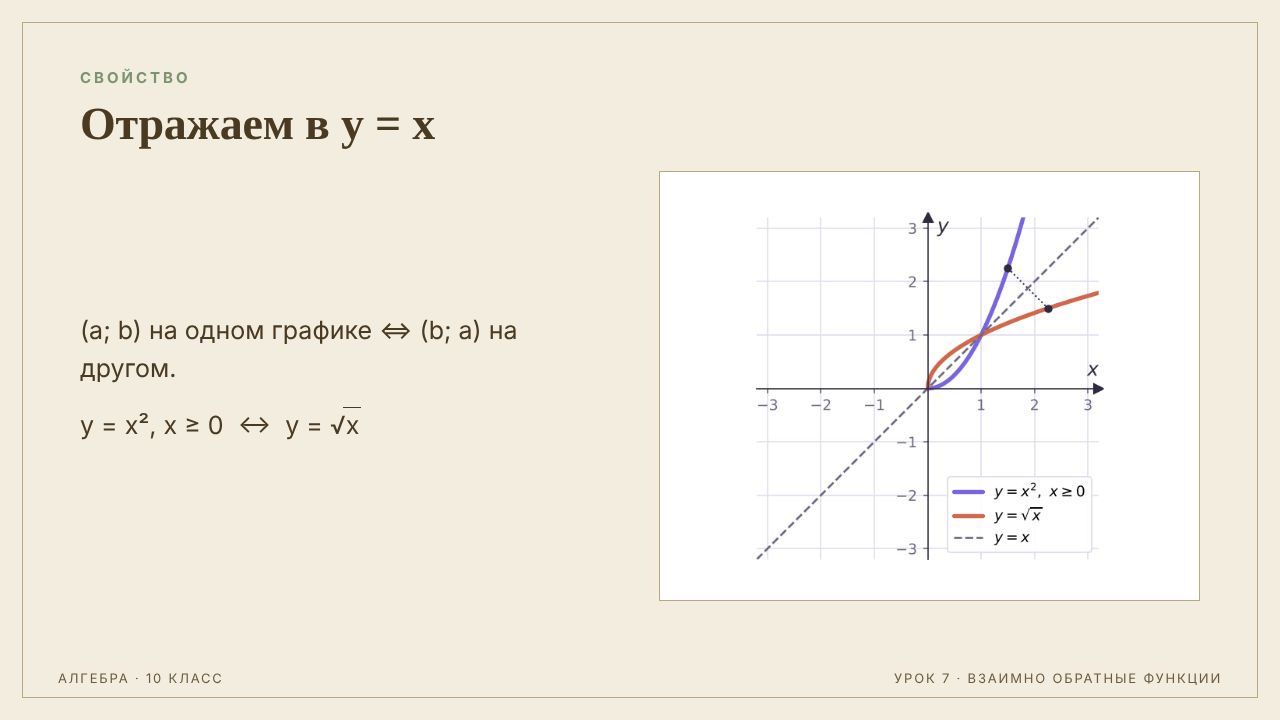 СВОЙСТВО
Отражаем в y = x
(a; b) на одном графике ⇔ (b; a) на
другом.
y = x², x ≥ 0 ↔ y = √x
y
3
2
1
x
−3 −2 −1 1 2 3
−1
−2
−3
y = x², x ≥ 0
y = √x
y = x
АЛГЕБРА · 10 КЛАСС
УРОК 7 · ВЗАИМНО ОБРАТНЫЕ ФУНКЦИИ